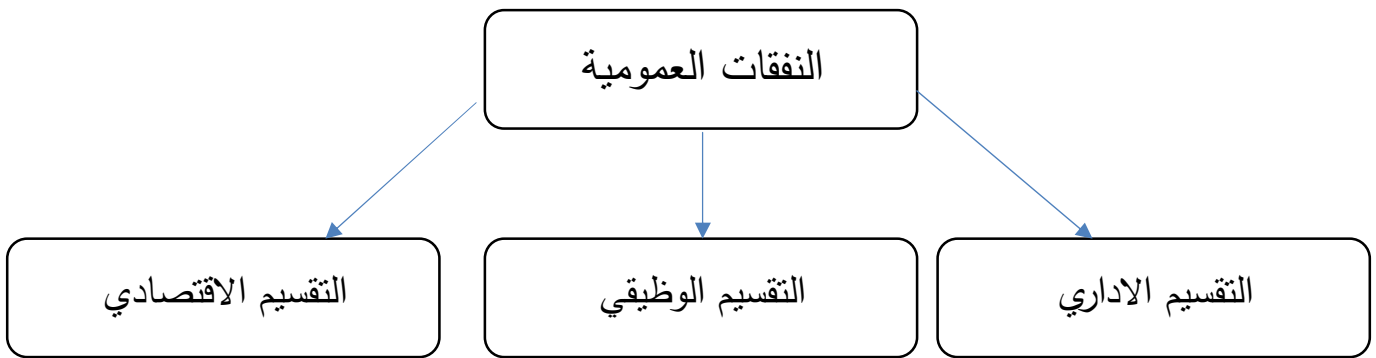 النفقات العمومية
التقسيم الاداري
التقسيم الوظيقي
التقسيم الاقتصادي